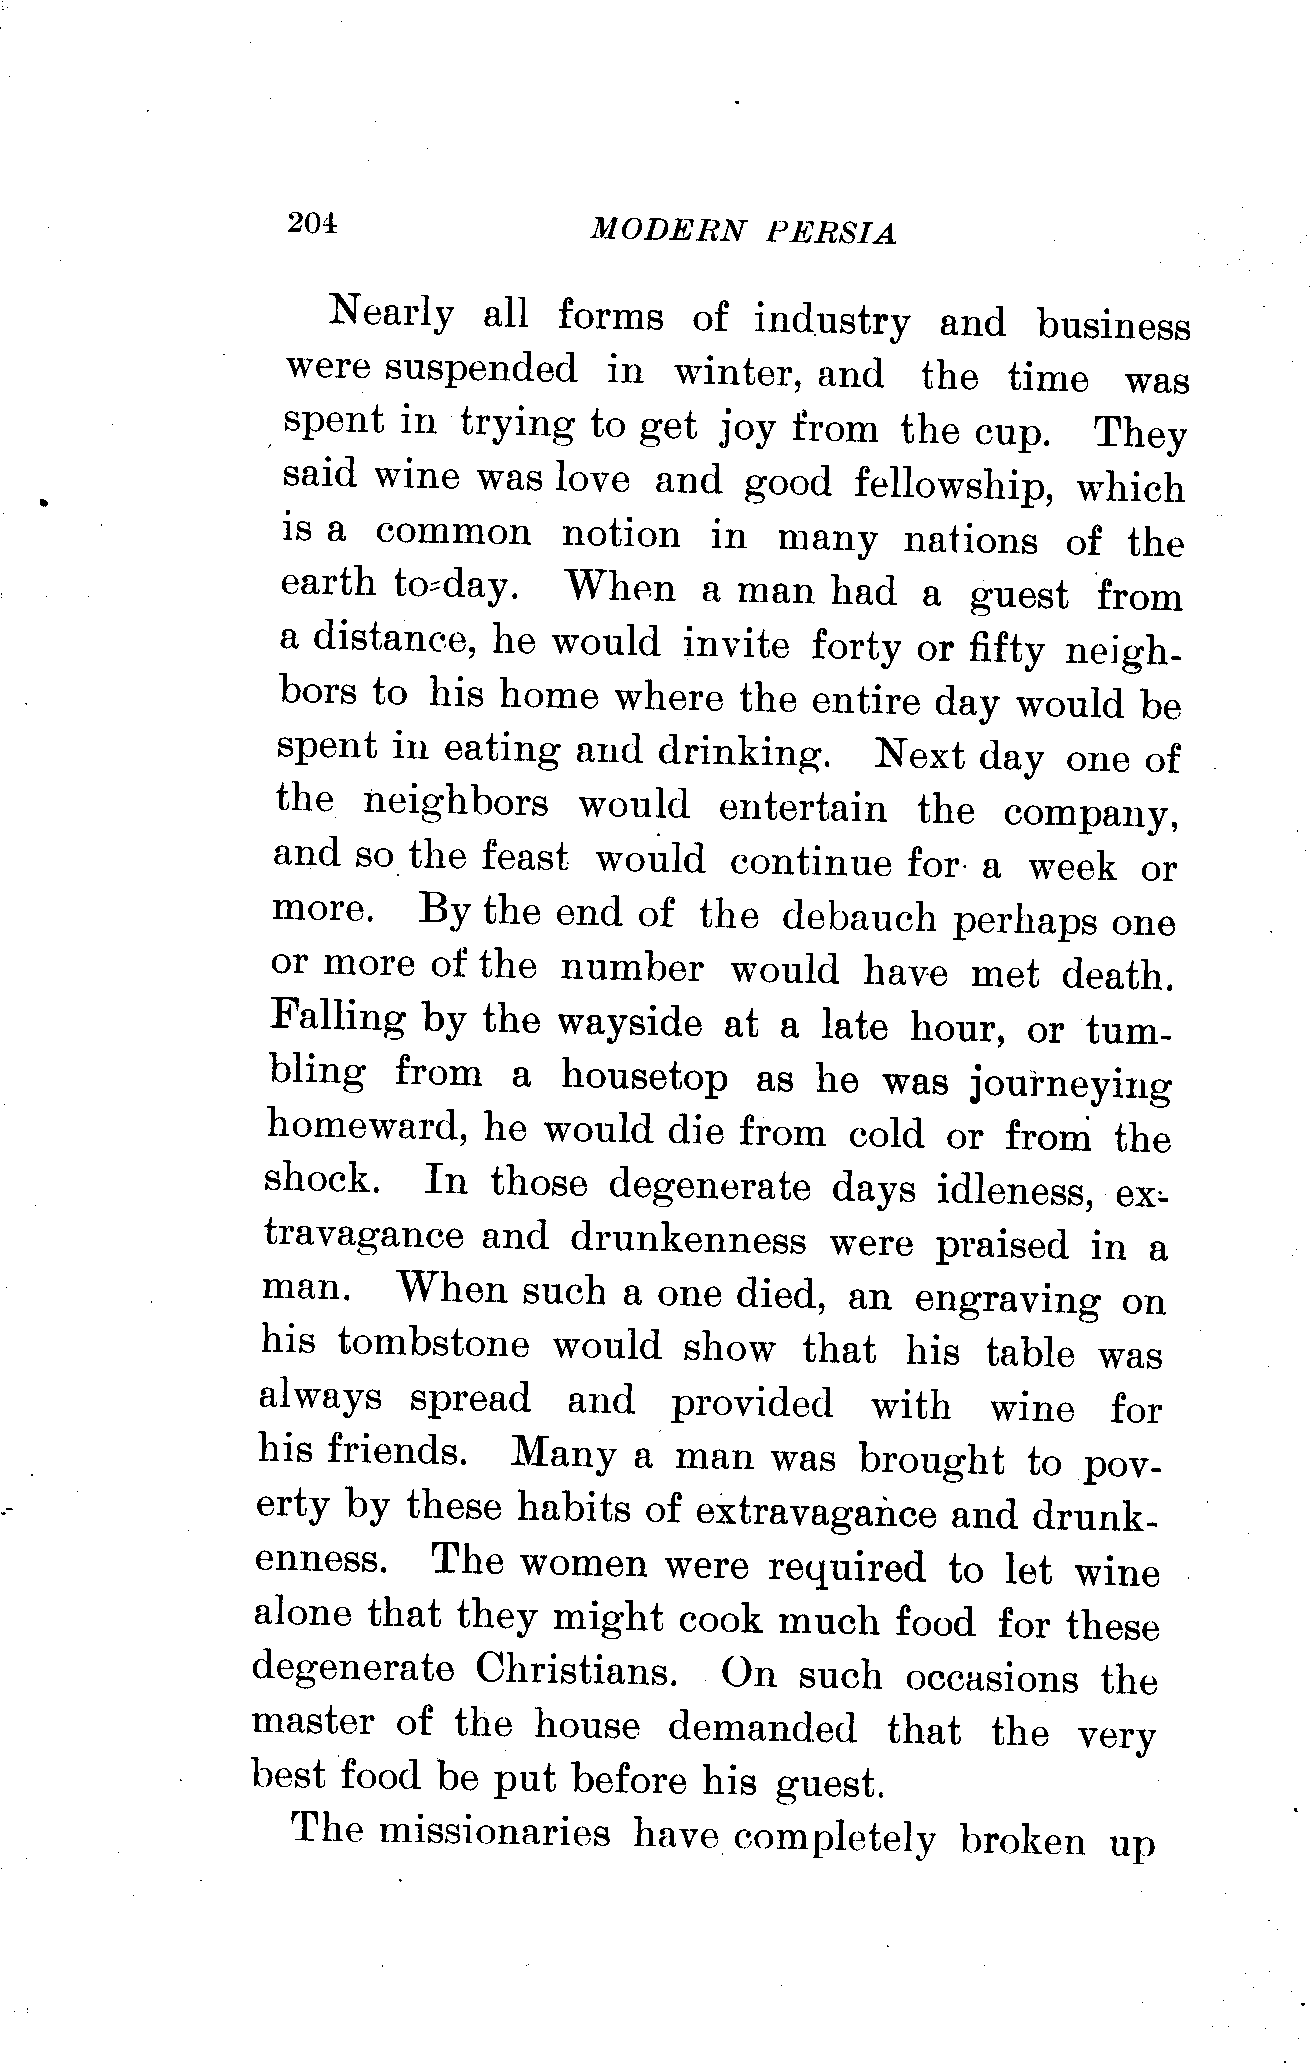 204 MODERN PERSIA
Nearly all forms of industry and business
were suspended in winter, and the time was
spent in trying to get joy from the cup. They
said wine was love and good fellowship, which
is a common notion in many nations of the
earth to-day. When a man had a guest from
a distance, he would invite forty or fifty neigh-
bors to his home where the entire day would be
spent in eating and drinking. Next day one of
the neighbors would entertain the company,
and so the feast would continue for a week or
more. By the end of the debauch perhaps one
or more of the number would have met death.
Falling by the wayside at a late hour, or tum-
bling from a housetop as he was journeying
homeward, he would die from cold or from the
shock. In those degenerate days idleness, ex-
travagance and drunkenness were praised in a
man. When such a one died, an engraving on
his tombstone would show that his table was
always spread and provided with wine for
his friends. Many a man was brought to pov-
erty by these habits of extravagance and drunk-
enness. The women were required to let wine
alone that they might cook much food for these
degenerate Christians. On such occasions the
master of the house demanded that the very
best food be put before his guest.
The missionaries have completely broken up